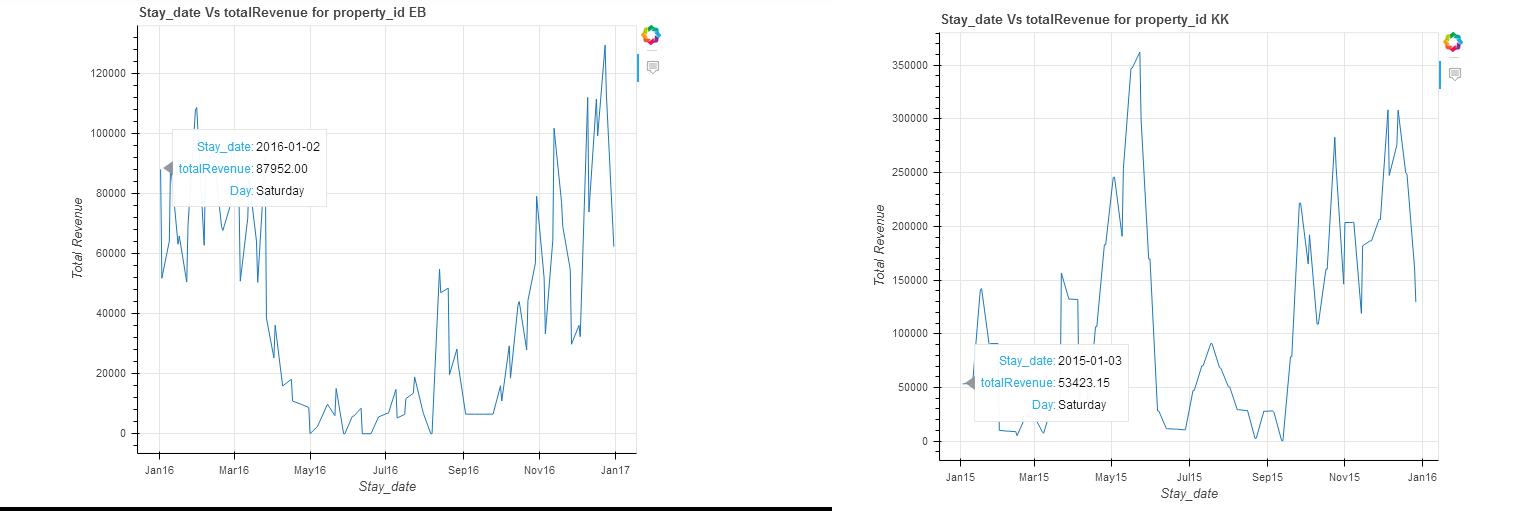 Stay_date Vs totalRevenue for property_id EB
120000
100000
80000
60000
40000
20000
0
Total Revenue
Stay_date: 2016-01-02
totalRevenue: 87952.00
Day: Saturday
Jan16 Mar16 May16 Jul16 Sep16 Nov16 Jan17
Stay_date
Stay_date Vs totalRevenue for property_id KK
350000
300000
250000
200000
150000
100000
50000
0
Total Revenue
Stay_date: 2015-01-03
totalRevenue: 53423.15
Day: Saturday
Jan15 Mar15 May15 Jul15 Sep15 Nov15 Jan16
Stay_date